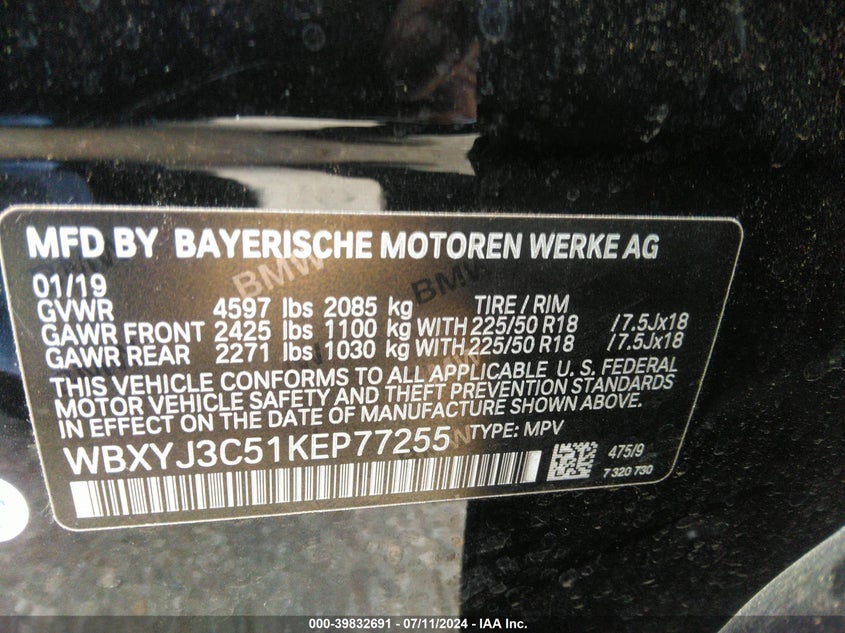 MFD BY BAYERISCHE MOTOREN WERKE AG
BMW BMW
01/19
GVWR 4597 lbs 2085 kg TIRE / RIM
GAWR FRONT 2425 lbs 1100 kg WITH 225/50 R18 /7.5Jx18
GAWR REAR 2271 lbs 1030 kg WITH 225/50 R18 /7.5Jx18
THIS VEHICLE CONFORMS TO ALL APPLICABLE U. S. FEDERAL
MOTOR VEHICLE SAFETY AND THEFT PREVENTION STANDARDS
IN EFFECT ON THE DATE OF MANUFACTURE SHOWN ABOVE.
WBXYJ3C51KEP77255 TYPE: MPV
475/9
7 320 730
000-39832691 - 07/11/2024 - IAA Inc.